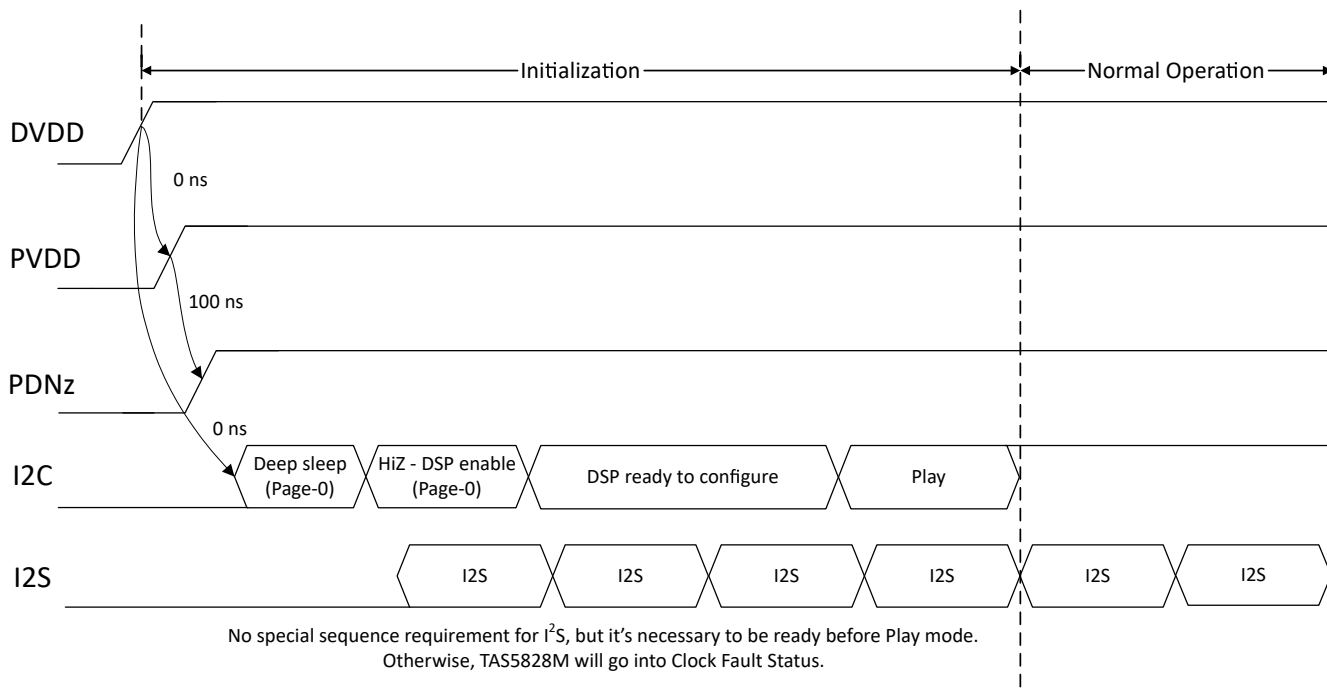 Initialization
Normal Operation
DVDD
0 ns
PVDD
100 ns
PDNz
0 ns
I2C
Deep sleep
(Page-0)
HiZ - DSP enable
(Page-0)
DSP ready to configure
Play
I2S
I2S
I2S
I2S
I2S
I2S
I2S
No special sequence requirement for I²S, but it's necessary to be ready before Play mode.
Otherwise, TAS5828M will go into Clock Fault Status.